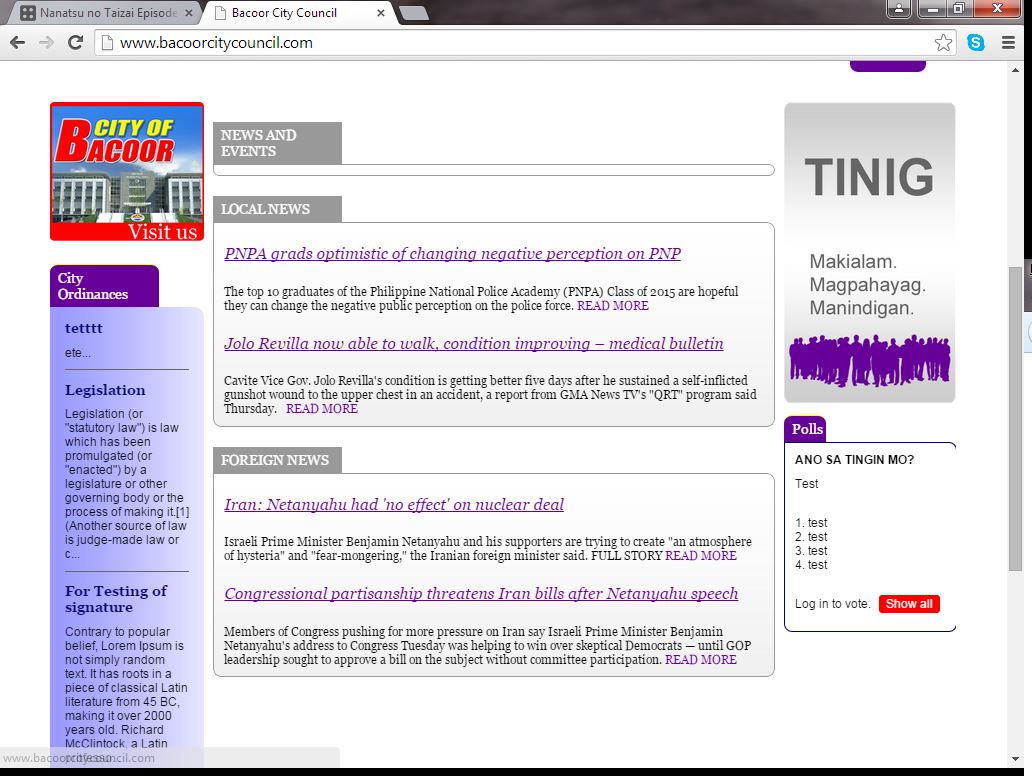 Nanatsu no Taizai Episode
Bacoor City Council
www.bacoorcitycouncil.com
CITY OF
BACOOR
Visit us
City
Ordinances
tetttt
ete...
Legislation
Legislation (or
"statutory law") is law
which has been
promulgated (or
"enacted") by a
legislature or other
governing body or the
process of making it.[1]
(Another source of law
is judge-made law or
c...
For Testing of
signature
Contrary to popular
belief, Lorem Ipsum is
not simply random
text. It has roots in a
piece of classical Latin
literature from 45 BC,
making it over 2000
years old. Richard
McClintock, a Latin
www.bacoorcitycouncil.com
NEWS AND
EVENTS
LOCAL NEWS
PNPA grads optimistic of changing negative perception on PNP
The top 10 graduates of the Philippine National Police Academy (PNPA) Class of 2015 are hopeful
they can change the negative public perception on the police force. READ MORE
Jolo Revilla now able to walk, condition improving – medical bulletin
Cavite Vice Gov. Jolo Revilla's condition is getting better five days after he sustained a self-inflicted
gunshot wound to the upper chest in an accident, a report from GMA News TV's "QRT" program said
Thursday. READ MORE
FOREIGN NEWS
Iran: Netanyahu had 'no effect' on nuclear deal
Israeli Prime Minister Benjamin Netanyahu and his supporters are trying to create "an atmosphere
of hysteria" and "fear-mongering," the Iranian foreign minister said. FULL STORY READ MORE
Congressional partisanship threatens Iran bills after Netanyahu speech
Members of Congress pushing for more pressure on Iran say Israeli Prime Minister Benjamin
Netanyahu's address to Congress Tuesday was helping to win over skeptical Democrats — until GOP
leadership sought to approve a bill on the subject without committee participation. READ MORE
TINIG
Makialam.
Magpahayag.
Manindigan.
Polls
ANO SA TINGIN MO?
Test
1. test
2. test
3. test
4. test
Log in to vote. Show all